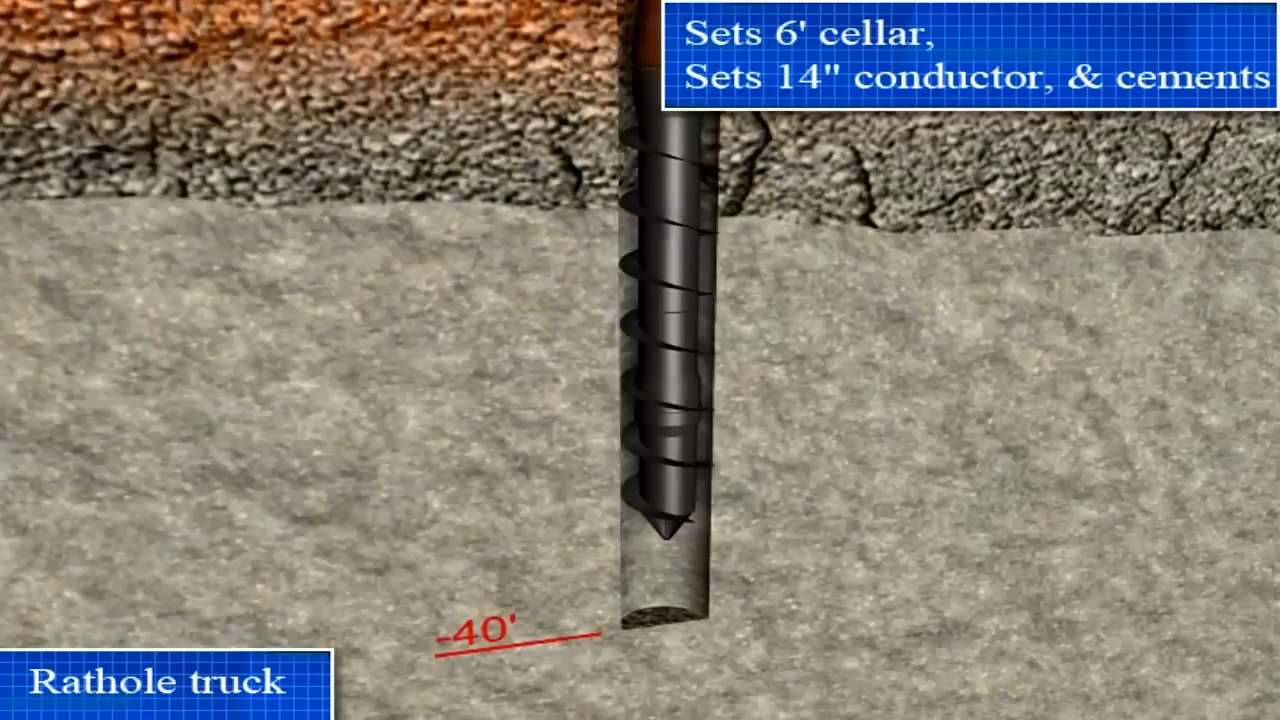 Sets 6' cellar,
Sets 14" conductor, & cements
-40'
Rathole truck